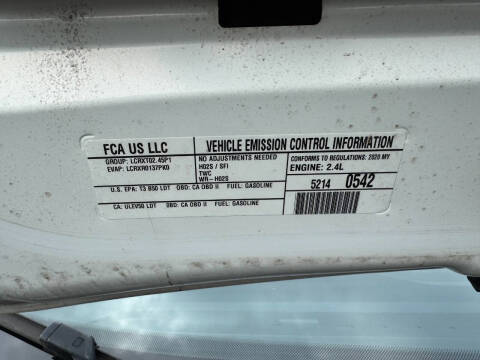 FCA US LLC
VEHICLE EMISSION CONTROL INFORMATION
GROUP: LCRXT02.45P1
EVAP: LCRXR0137PK0
NO ADJUSTMENTS NEEDED
HO2S / SFI
TWC
WR-HO2S
CONFORMS TO REGULATIONS: 2020 MY
ENGINE: 2.4L
U.S. EPA: T3 B50 LDT OBD: CA OBD II FUEL: GASOLINE
CA: ULEV50 LDT OBD: CA OBD II FUEL: GASOLINE
5214 0542